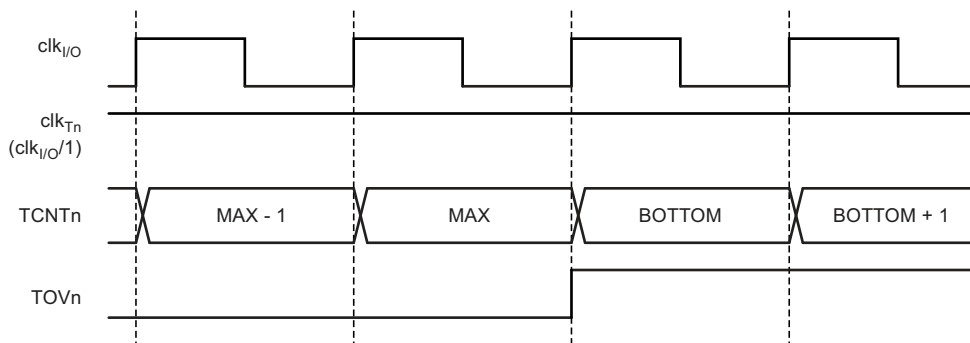 clkI/O
clkTn
(clkI/O/1)
TCNTn MAX - 1 MAX BOTTOM BOTTOM + 1
TOVn